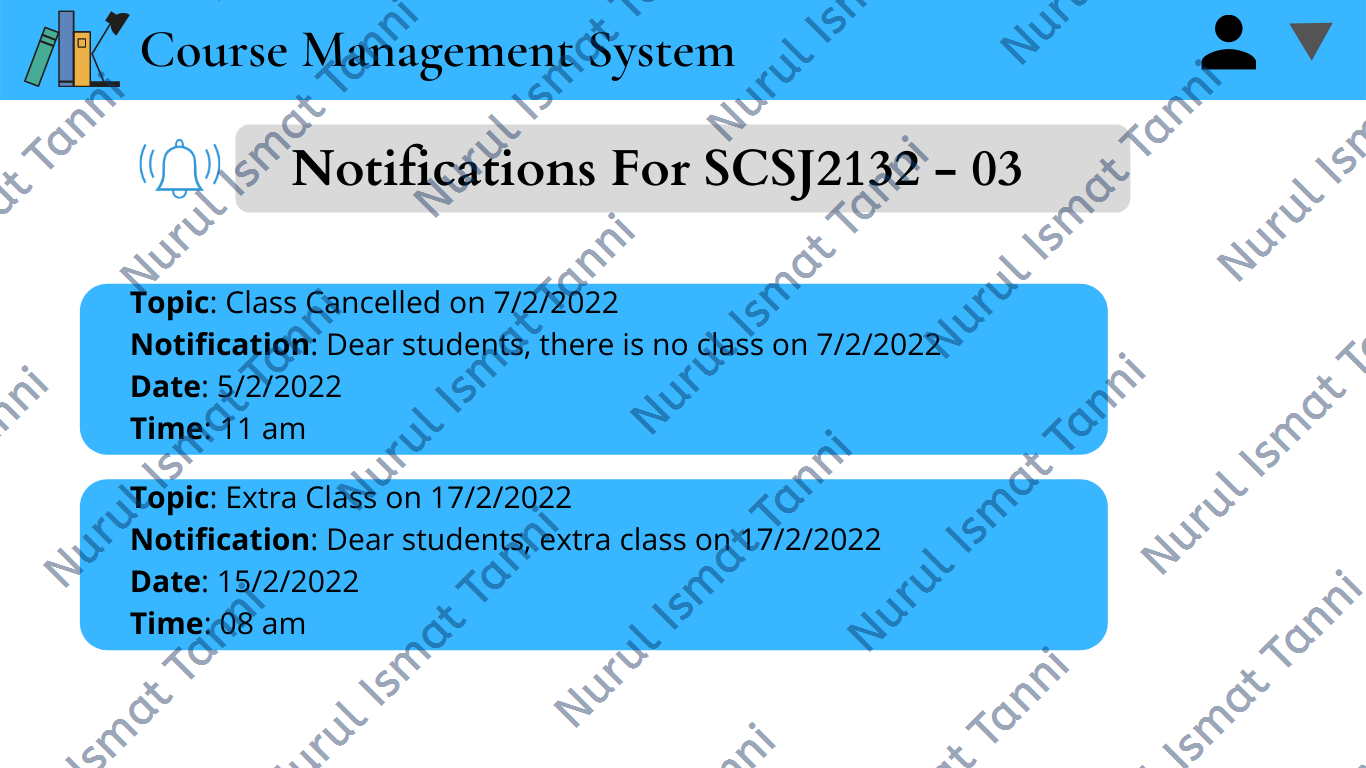 Course Management System
Notifications For SCSJ2132 – 03
Topic: Class Cancelled on 7/2/2022
Notification: Dear students, there is no class on 7/2/2022
Date: 5/2/2022
Time: 11 am
Topic: Extra Class on 17/2/2022
Notification: Dear students, extra class on 17/2/2022
Date: 15/2/2022
Time: 08 am
Nurul Ismat Tanni